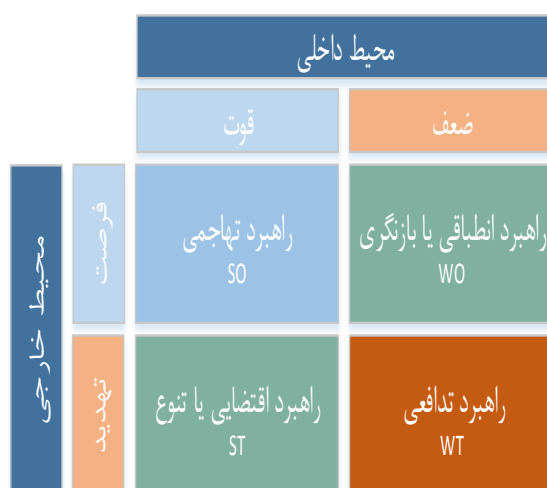 محیط داخلی
ضعف
قوت
محیط خارجی
فرصت
راهبرد انطباقی یا بازنگری
WO
راهبرد تهاجمی
SO
تهدید
راهبرد تدافعی
WT
راهبرد اقتضایی یا تنوع
ST